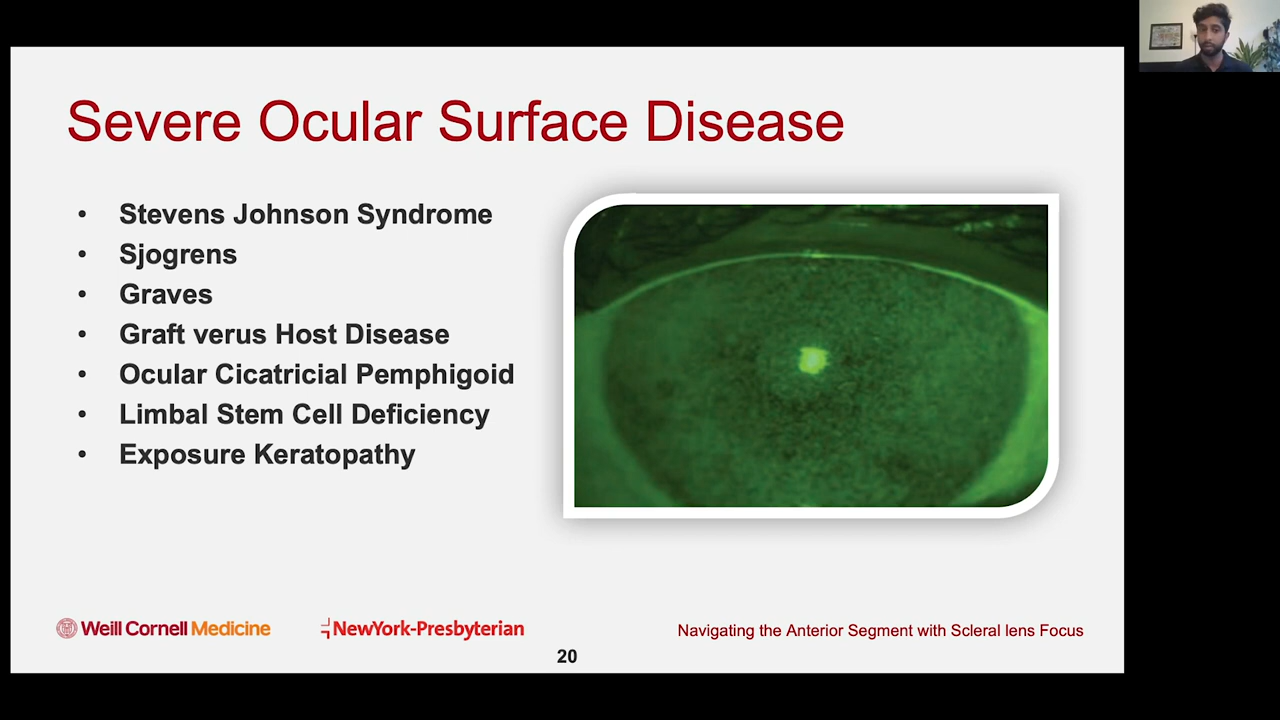 Severe Ocular Surface Disease
• Stevens Johnson Syndrome
• Sjogrens
• Graves
• Graft verus Host Disease
• Ocular Cicatricial Pemphigoid
• Limbal Stem Cell Deficiency
• Exposure Keratopathy
Weill Cornell Medicine
NewYork-Presbyterian
Navigating the Anterior Segment with Scleral lens Focus
20